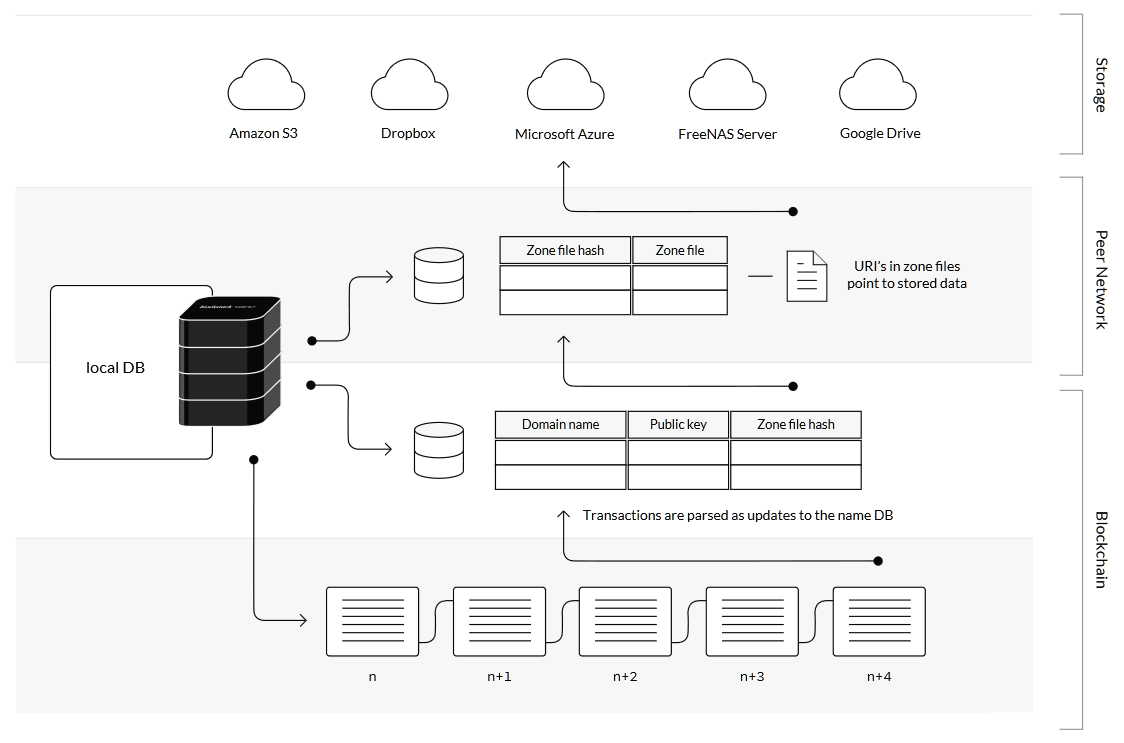 Storage
Amazon S3
Dropbox
Microsoft Azure
FreeNAS Server
Google Drive
Peer Network
Zone file hash
Zone file
URI's in zone files
point to stored data
local DB
Blockchain
Domain name
Public key
Zone file hash
Transactions are parsed as updates to the name DB
n
n+1
n+2
n+3
n+4